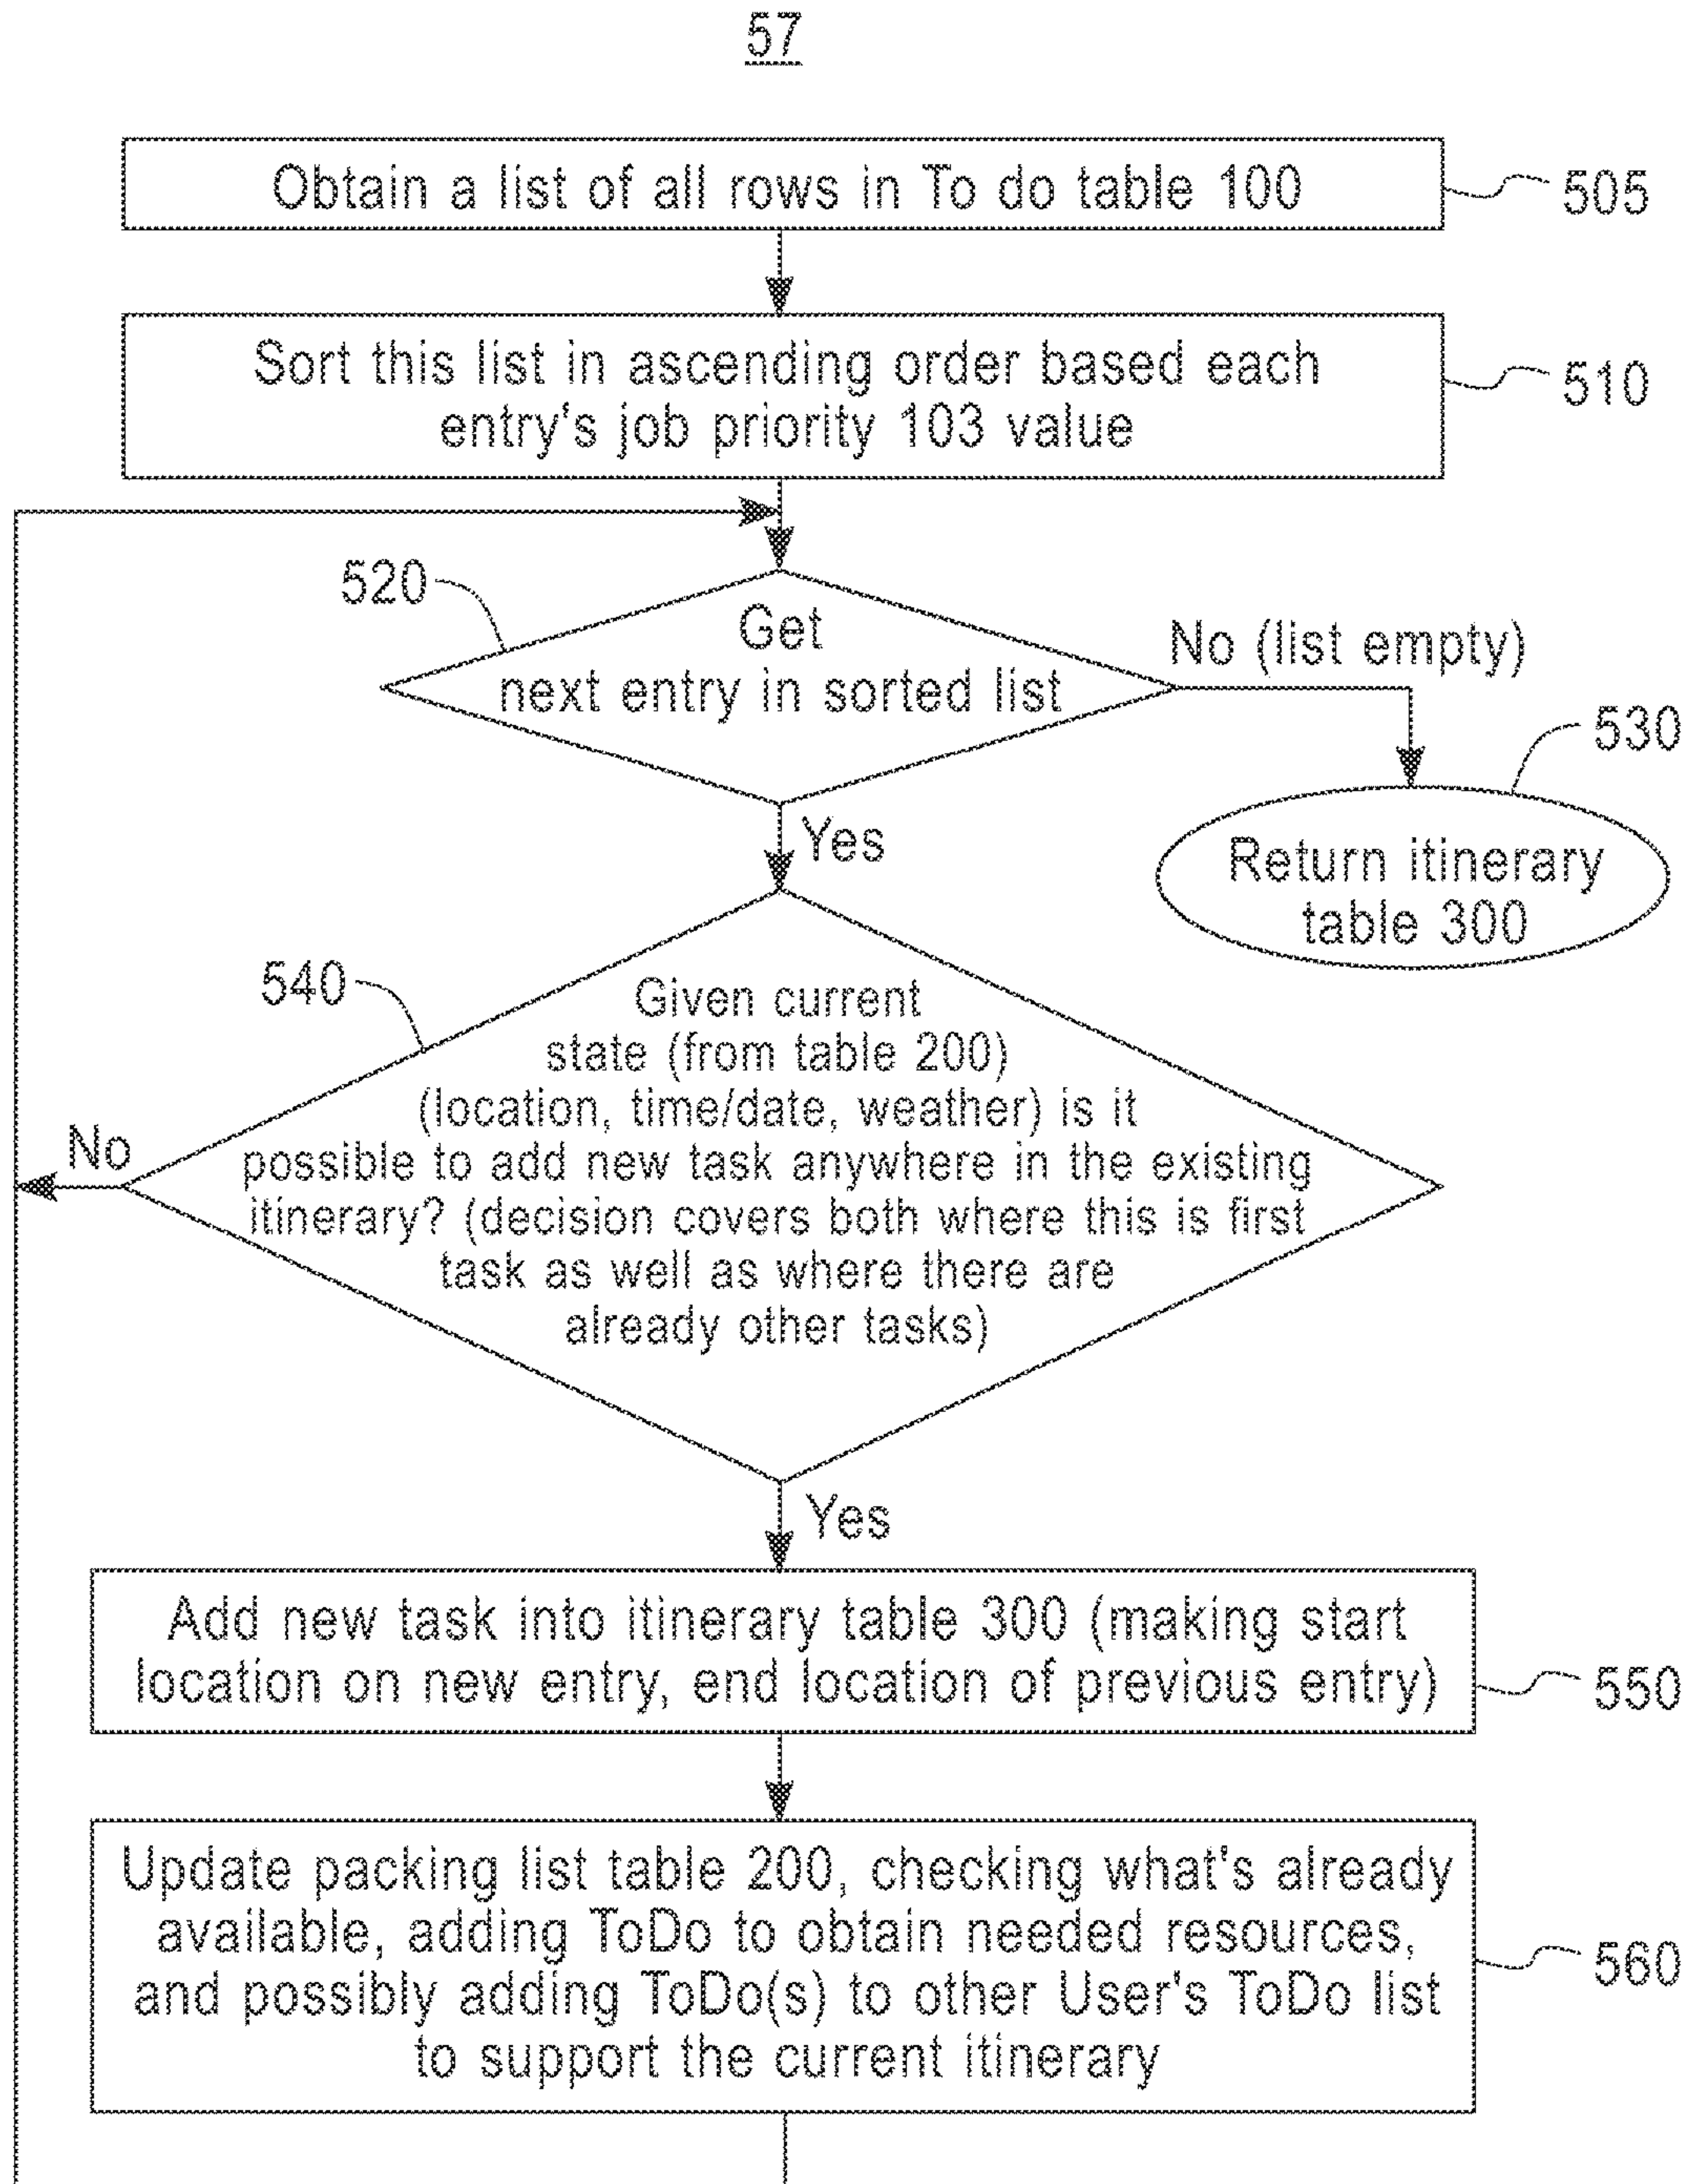 57
Obtain a list of all rows in To do table 100
505
Sort this list in ascending order based each
entry's job priority 103 value
510
520
Get
next entry in sorted list
No (list empty)
530
Return itinerary
table 300
Yes
540
Given current
state (from table 200)
(location, time/date, weather) is it
possible to add new task anywhere in the existing
itinerary? (decision covers both where this is first
task as well as where there are
already other tasks)
No
Yes
Add new task into itinerary table 300 (making start
location on new entry, end location of previous entry)
550
Update packing list table 200, checking what's already
available, adding ToDo to obtain needed resources,
and possibly adding ToDo(s) to other User's ToDo list
to support the current itinerary
560